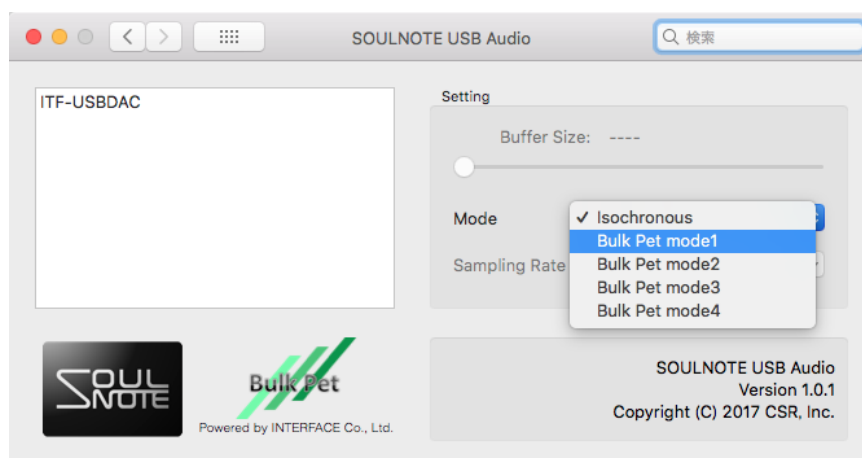 SOULNOTE USB Audio
検索
ITF-USBDAC
Setting
Buffer Size: ----
Mode
✓ Isochronous
Bulk Pet mode1
Sampling Rate
Bulk Pet mode2
Bulk Pet mode3
Bulk Pet mode4
SOUL
NOTE
Bulk Pet
Powered by INTERFACE Co., Ltd.
SOULNOTE USB Audio
Version 1.0.1
Copyright (C) 2017 CSR, Inc.